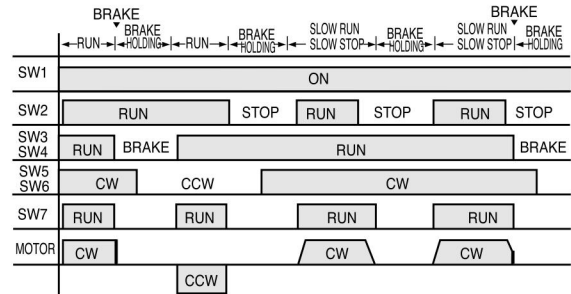 BRAKE BRAKE
RUN BRAKE HOLDING RUN BRAKE HOLDING SLOW RUN SLOW STOP BRAKE HOLDING SLOW RUN SLOW STOP BRAKE HOLDING
SW1 ON
SW2 RUN STOP RUN STOP RUN STOP
SW3 SW4 RUN BRAKE RUN BRAKE
SW5 SW6 CW CCW CW
SW7 RUN RUN RUN RUN
MOTOR CW CW CW
CCW